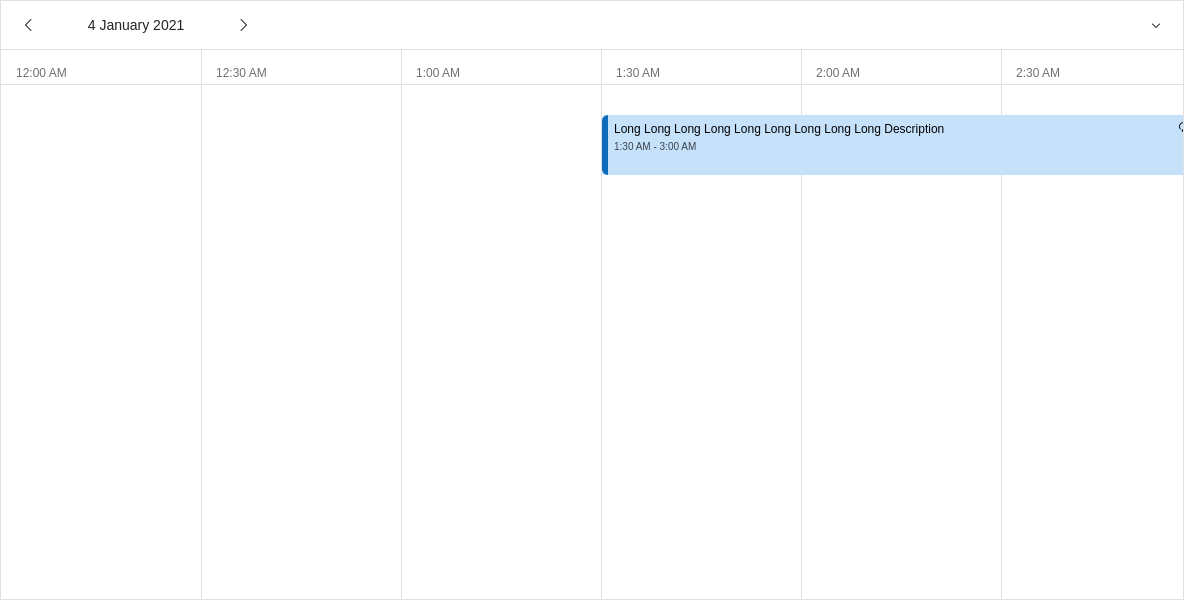 4 January 2021
12:00 AM
12:30 AM
1:00 AM
1:30 AM
2:00 AM
2:30 AM
Long Long Long Long Long Long Long Long Long Description
1:30 AM - 3:00 AM